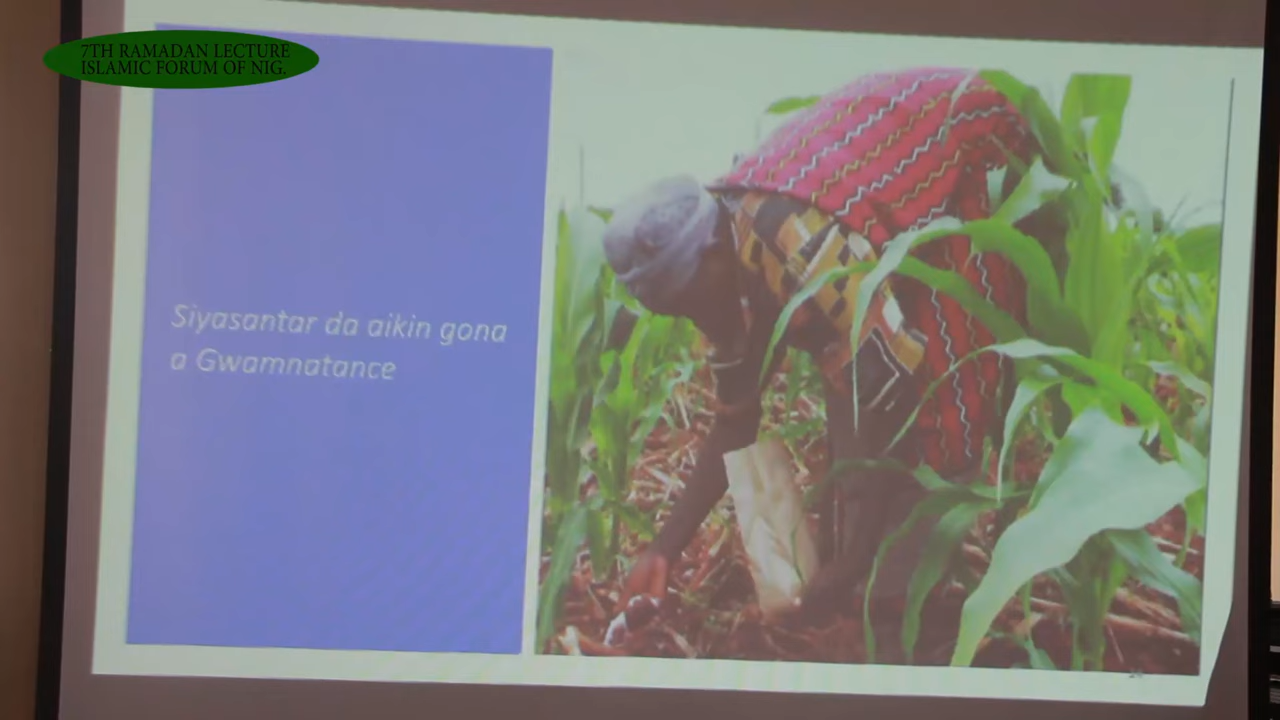 7TH RAMADAN LECTURE
ISLAMIC FORUM OF NIG.
Siyasantar da aikin gona
a Gwamnatance